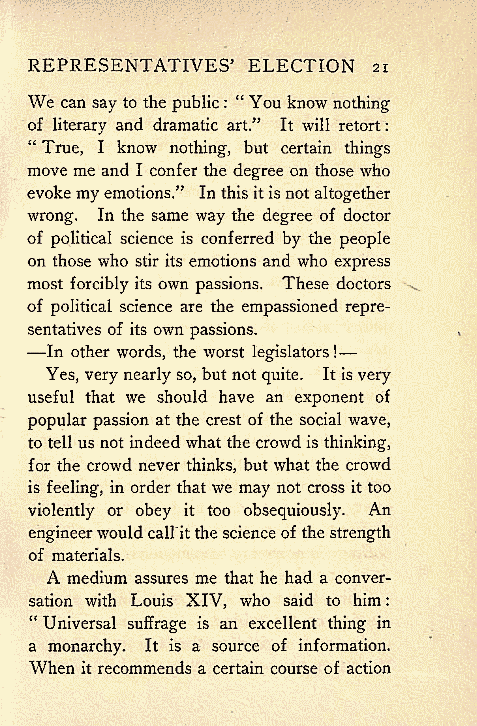 REPRESENTATIVES' ELECTION 21
We can say to the public: "You know nothing
of literary and dramatic art." It will retort:
"True, I know nothing, but certain things
move me and I confer the degree on those who
evoke my emotions." In this it is not altogether
wrong. In the same way the degree of doctor
of political science is conferred by the people
on those who stir its emotions and who express
most forcibly its own passions. These doctors
of political science are the empassioned repre-
sentatives of its own passions.
—In other words, the worst legislators!—
Yes, very nearly so, but not quite. It is very
useful that we should have an exponent of
popular passion at the crest of the social wave,
to tell us not indeed what the crowd is thinking,
for the crowd never thinks, but what the crowd
is feeling, in order that we may not cross it too
violently or obey it too obsequiously. An
engineer would call it the science of the strength
of materials.
A medium assures me that he had a conver-
sation with Louis XIV, who said to him:
"Universal suffrage is an excellent thing in
a monarchy. It is a source of information.
When it recommends a certain course of action